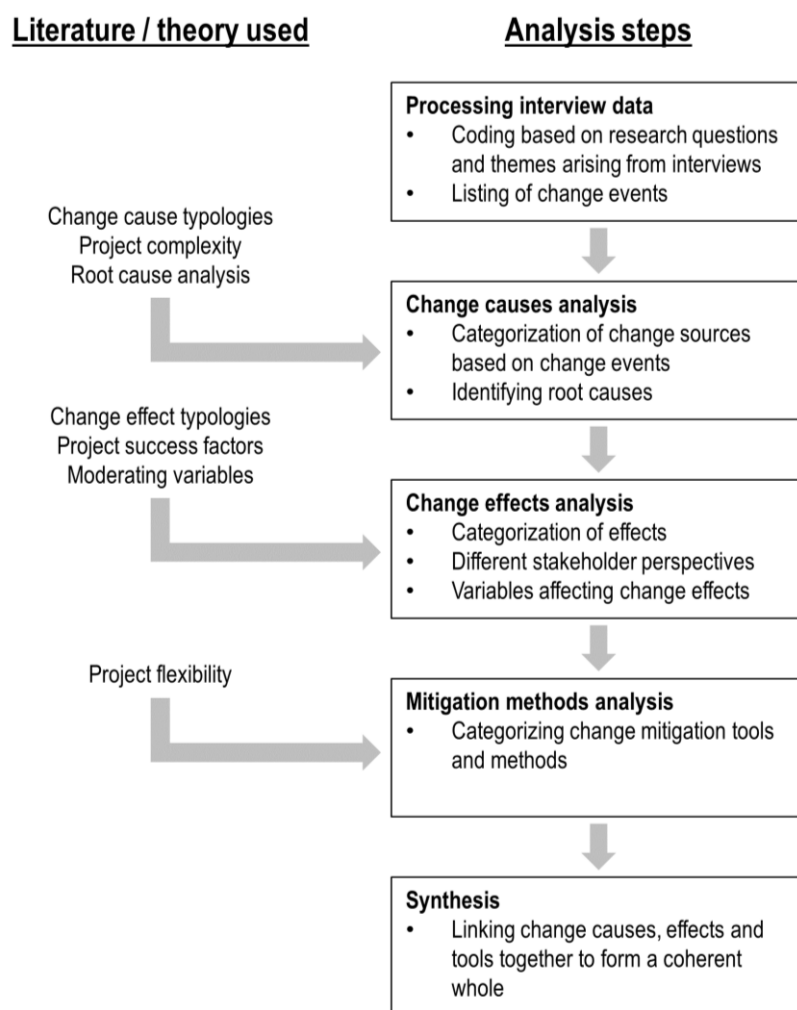 Literature / theory used
Analysis steps
Processing interview data
• Coding based on research questions
and themes arising from interviews
• Listing of change events
Change cause typologies
Project complexity
Root cause analysis
Change causes analysis
• Categorization of change sources
based on change events
• Identifying root causes
Change effect typologies
Project success factors
Moderating variables
Change effects analysis
• Categorization of effects
• Different stakeholder perspectives
• Variables affecting change effects
Project flexibility
Mitigation methods analysis
• Categorizing change mitigation tools
and methods
Synthesis
• Linking change causes, effects and
tools together to form a coherent
whole